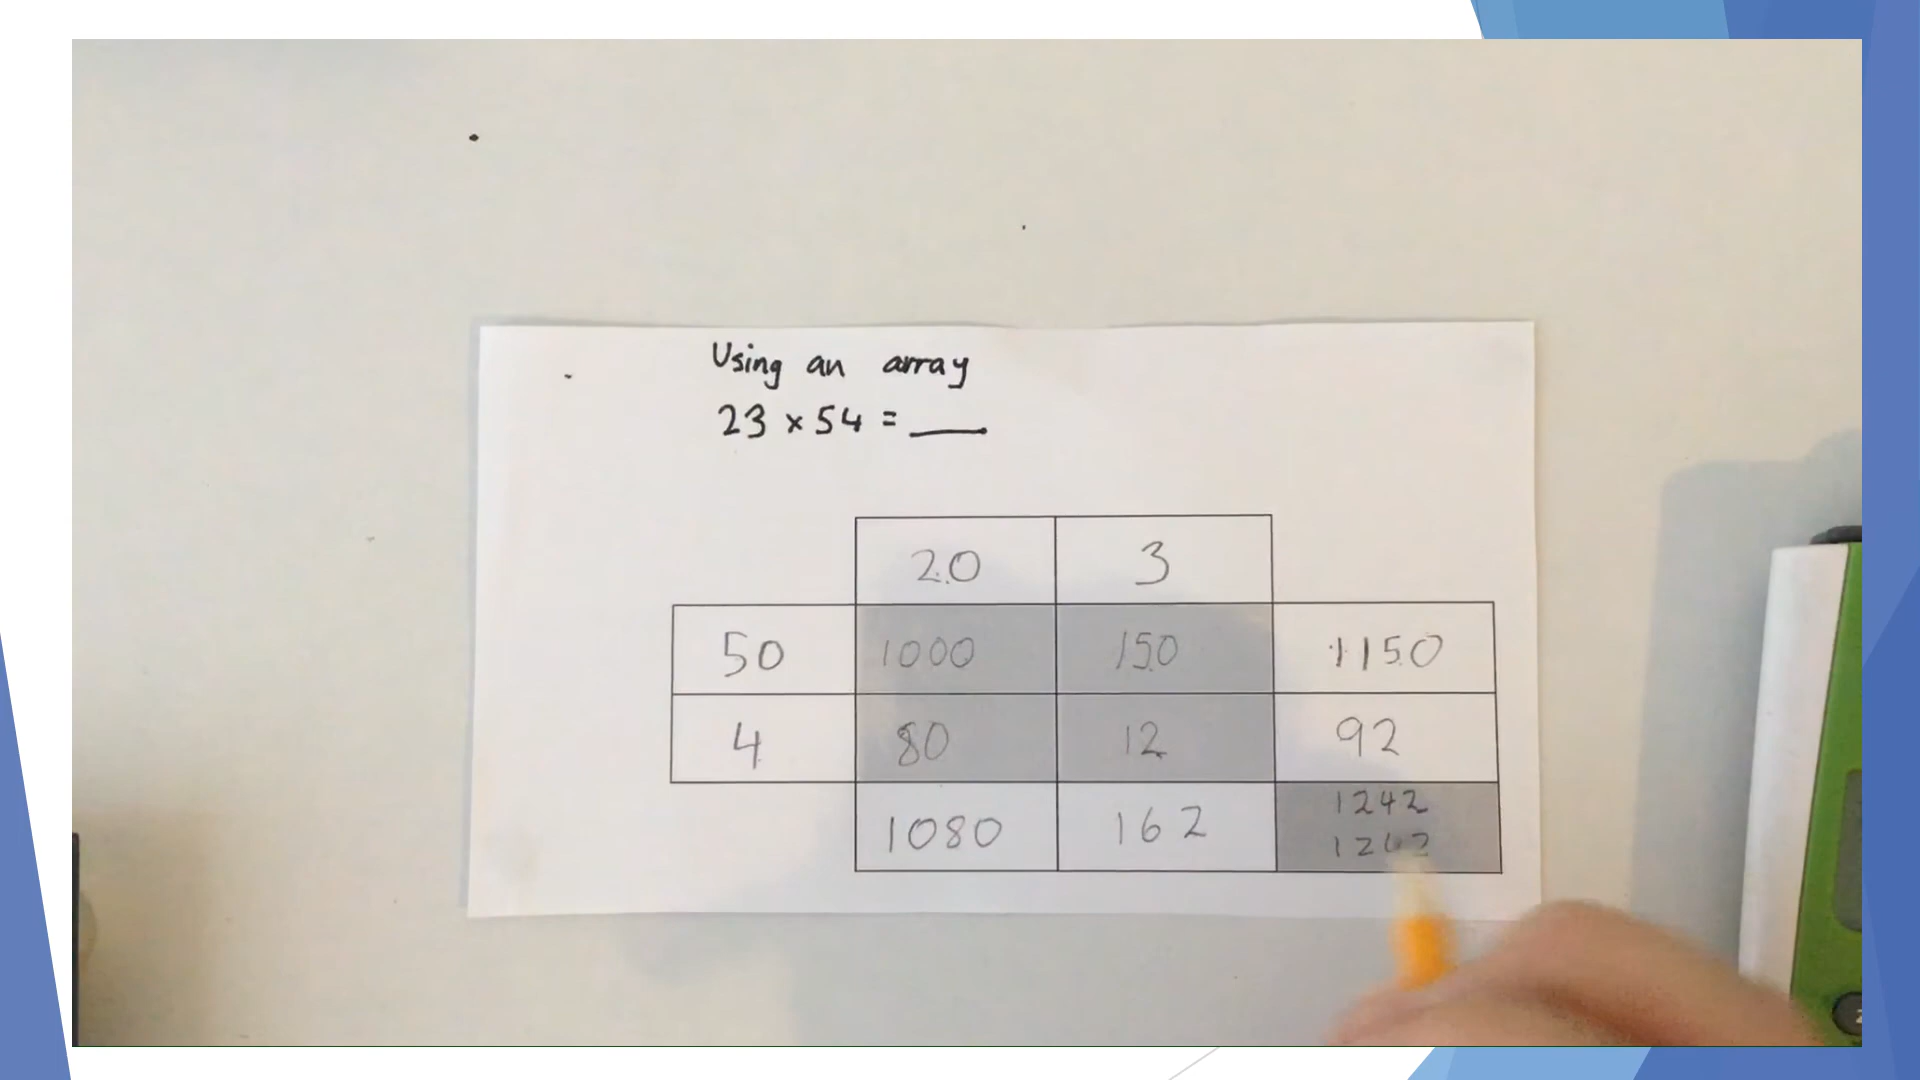 Using an array
23 x 54 = ___
20 3
50 1000 150 1150
4 80 12 92
1242
1080 162
1242